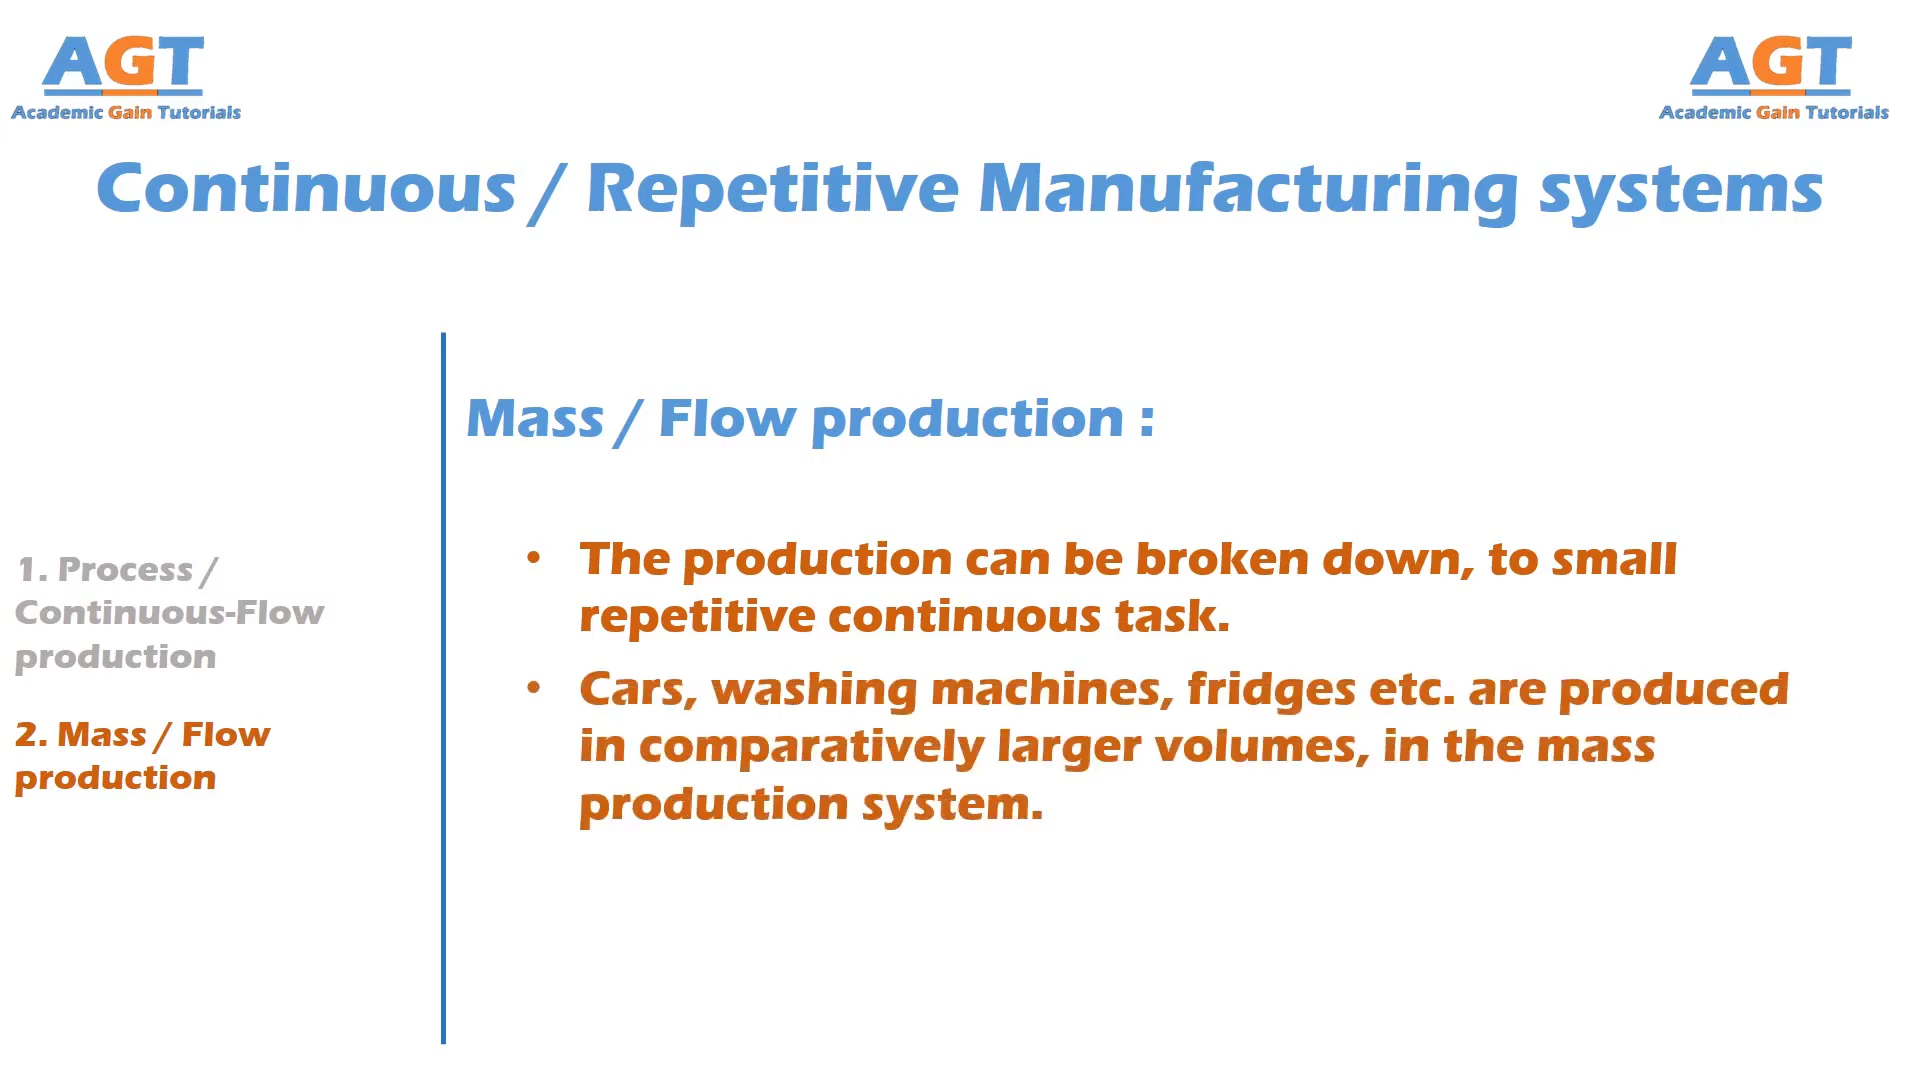 AGT
Academic Gain Tutorials
AGT
Academic Gain Tutorials
Continuous / Repetitive Manufacturing systems
1. Process /
Continuous-Flow
production
2. Mass / Flow
production
Mass / Flow production :
• The production can be broken down, to small
repetitive continuous task.
• Cars, washing machines, fridges etc. are produced
in comparatively larger volumes, in the mass
production system.